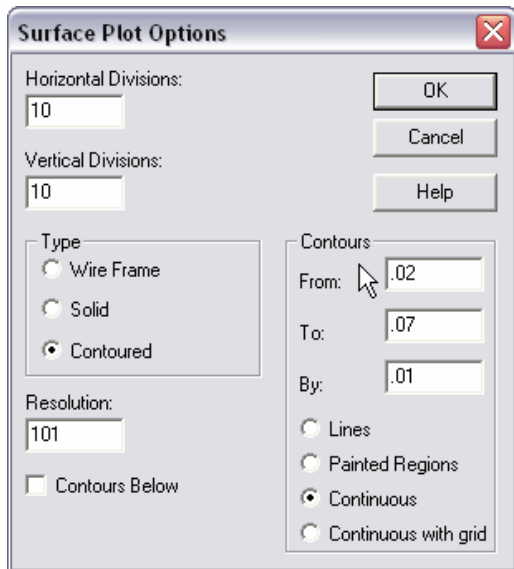 Surface Plot Options
Horizontal Divisions:
10
Vertical Divisions:
10
OK
Cancel
Help
Type
Wire Frame
Solid
Contoured
Resolution:
101
Contours Below
Contours
From: .02
To: .07
By: .01
Lines
Painted Regions
Continuous
Continuous with grid